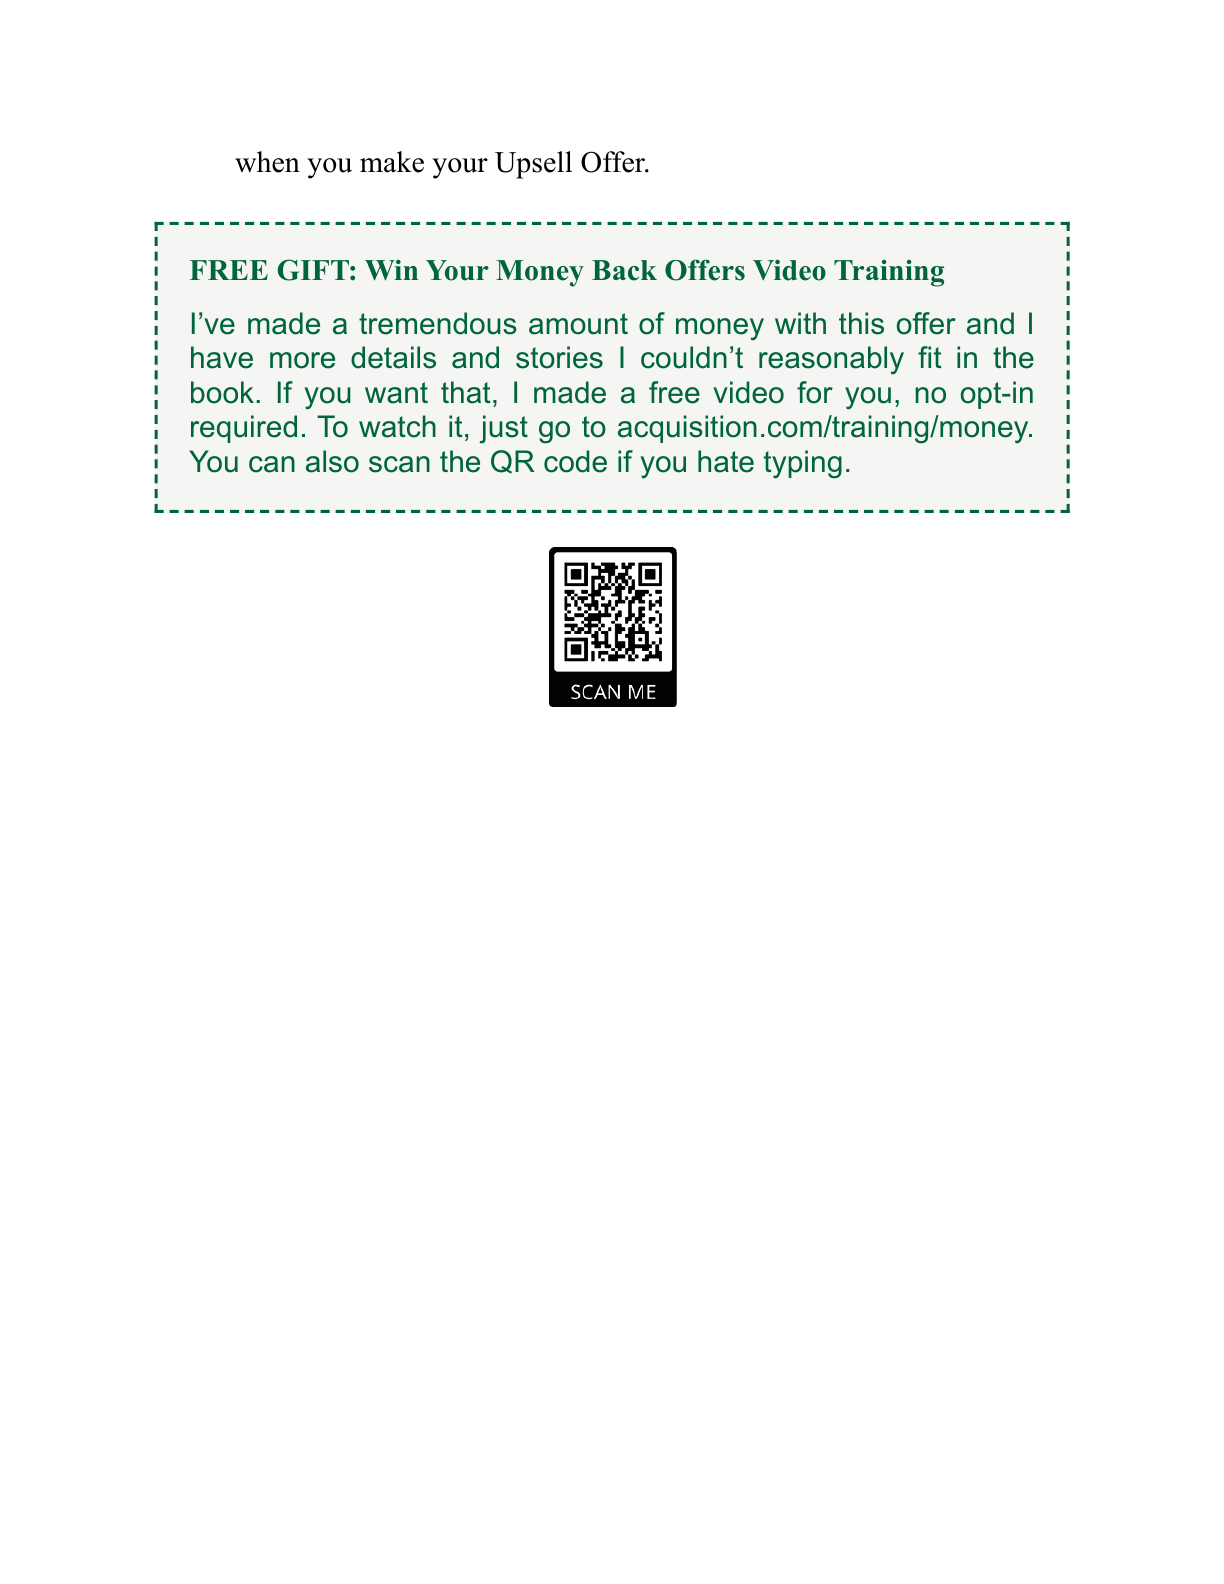 when you make your Upsell Offer.
FREE GIFT: Win Your Money Back Offers Video Training
I’ve made a tremendous amount of money with this offer and I
have more details and stories I couldn’t reasonably fit in the
book. If you want that, I made a free video for you, no opt-in
required. To watch it, just go to acquisition.com/training/money.
You can also scan the QR code if you hate typing.
SCAN ME